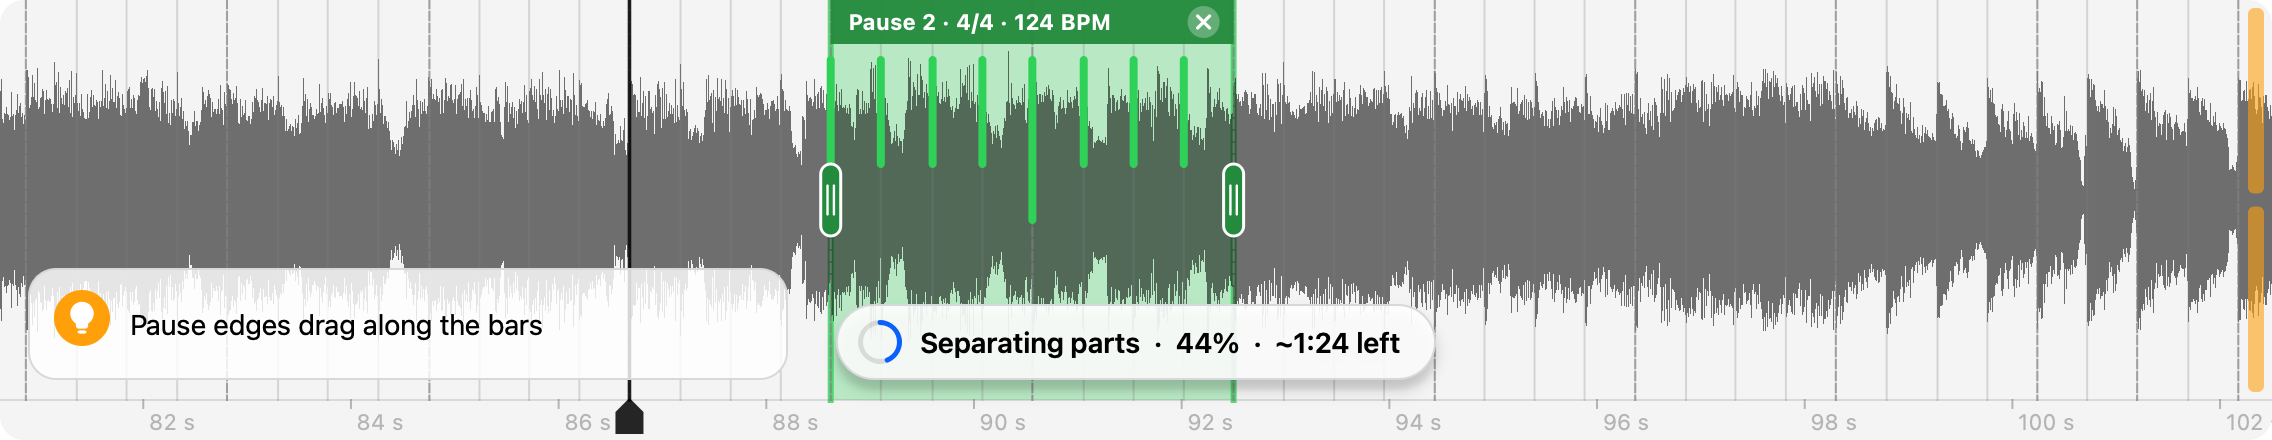 Pause 2 · 4/4 · 124 BPM
Pause edges drag along the bars
Separating parts · 44% · ~1:24 left
82 s 84 s 86 s 88 s 90 s 92 s 94 s 96 s 98 s 100 s 102